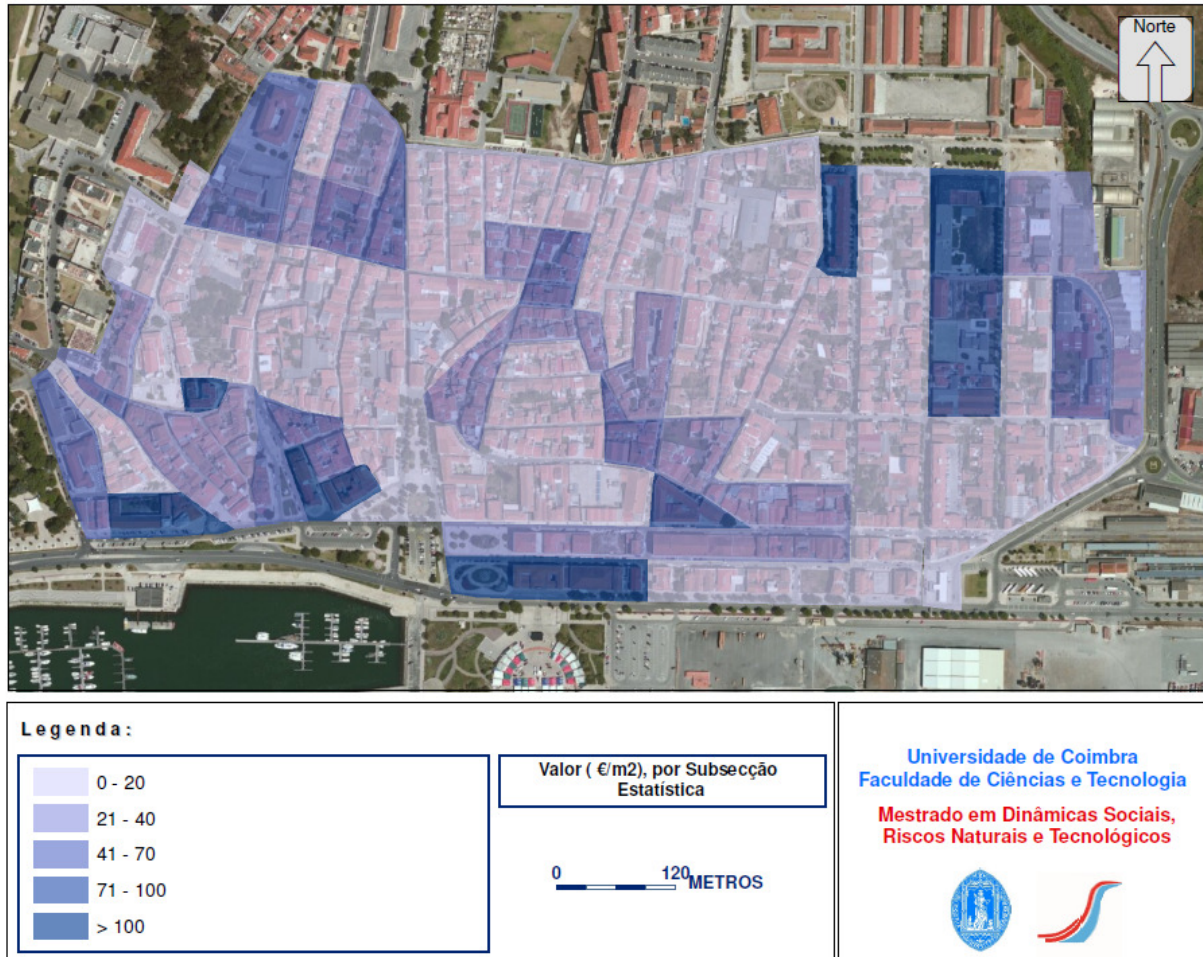 Norte
L e g e n d a :
0 - 20
21 - 40
41 - 70
71 - 100
> 100
Valor ( €/m2), por Subsecção
Estatística
0 120
METROS
Universidade de Coimbra
Faculdade de Ciências e Tecnologia
Mestrado em Dinâmicas Sociais,
Riscos Naturais e Tecnológicos